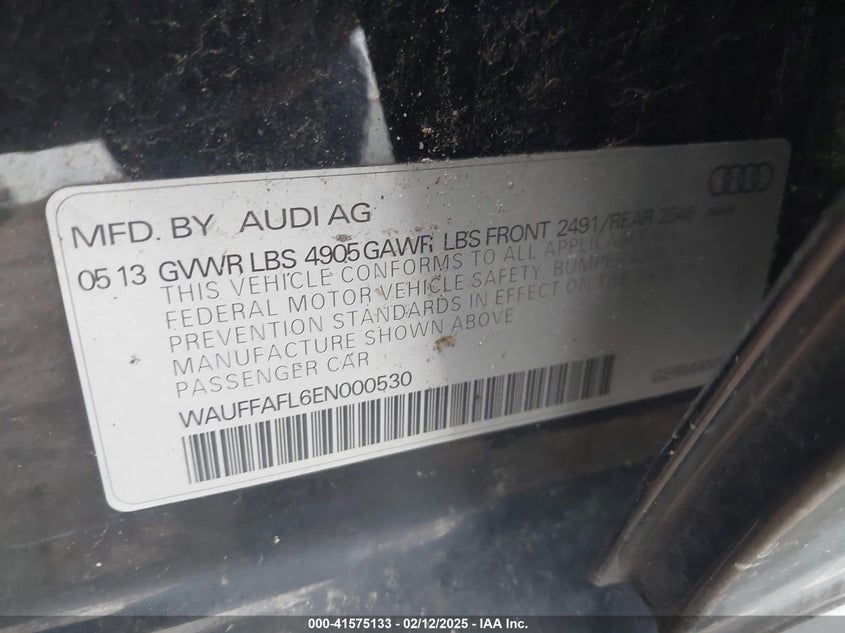 MFD. BY AUDI AG
05 13 GVWR LBS 4905 GAWR LBS FRONT 2491/REAR 2546
THIS VEHICLE CONFORMS TO ALL APPLICABLE
FEDERAL MOTOR VEHICLE SAFETY, BUMPER
PREVENTION STANDARDS IN EFFECT ON THE DATE
MANUFACTURE SHOWN ABOVE
PASSENGER CAR
WAUFFAFL6EN000530
GERMANY
000-41575133 - 02/12/2025 - IAA Inc.